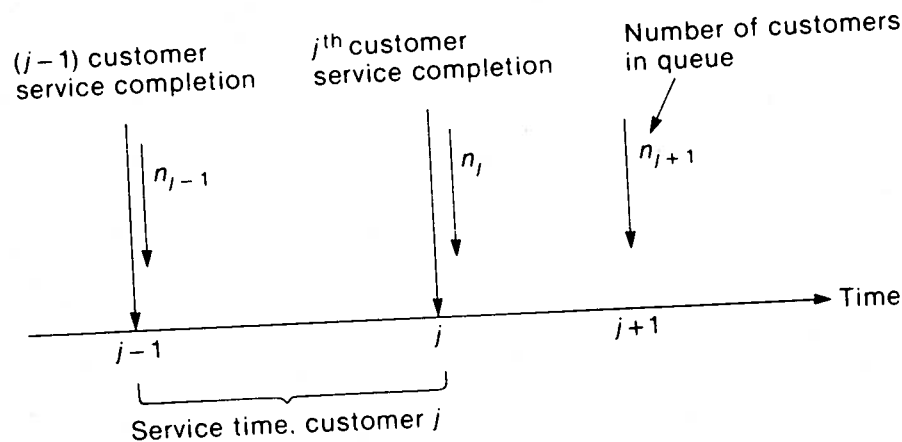 (j – 1) customer
service completion
jth customer
service completion
Number of customers
in queue
nj – 1
nj
nj + 1
Time
j – 1
j
j + 1
Service time. customer j